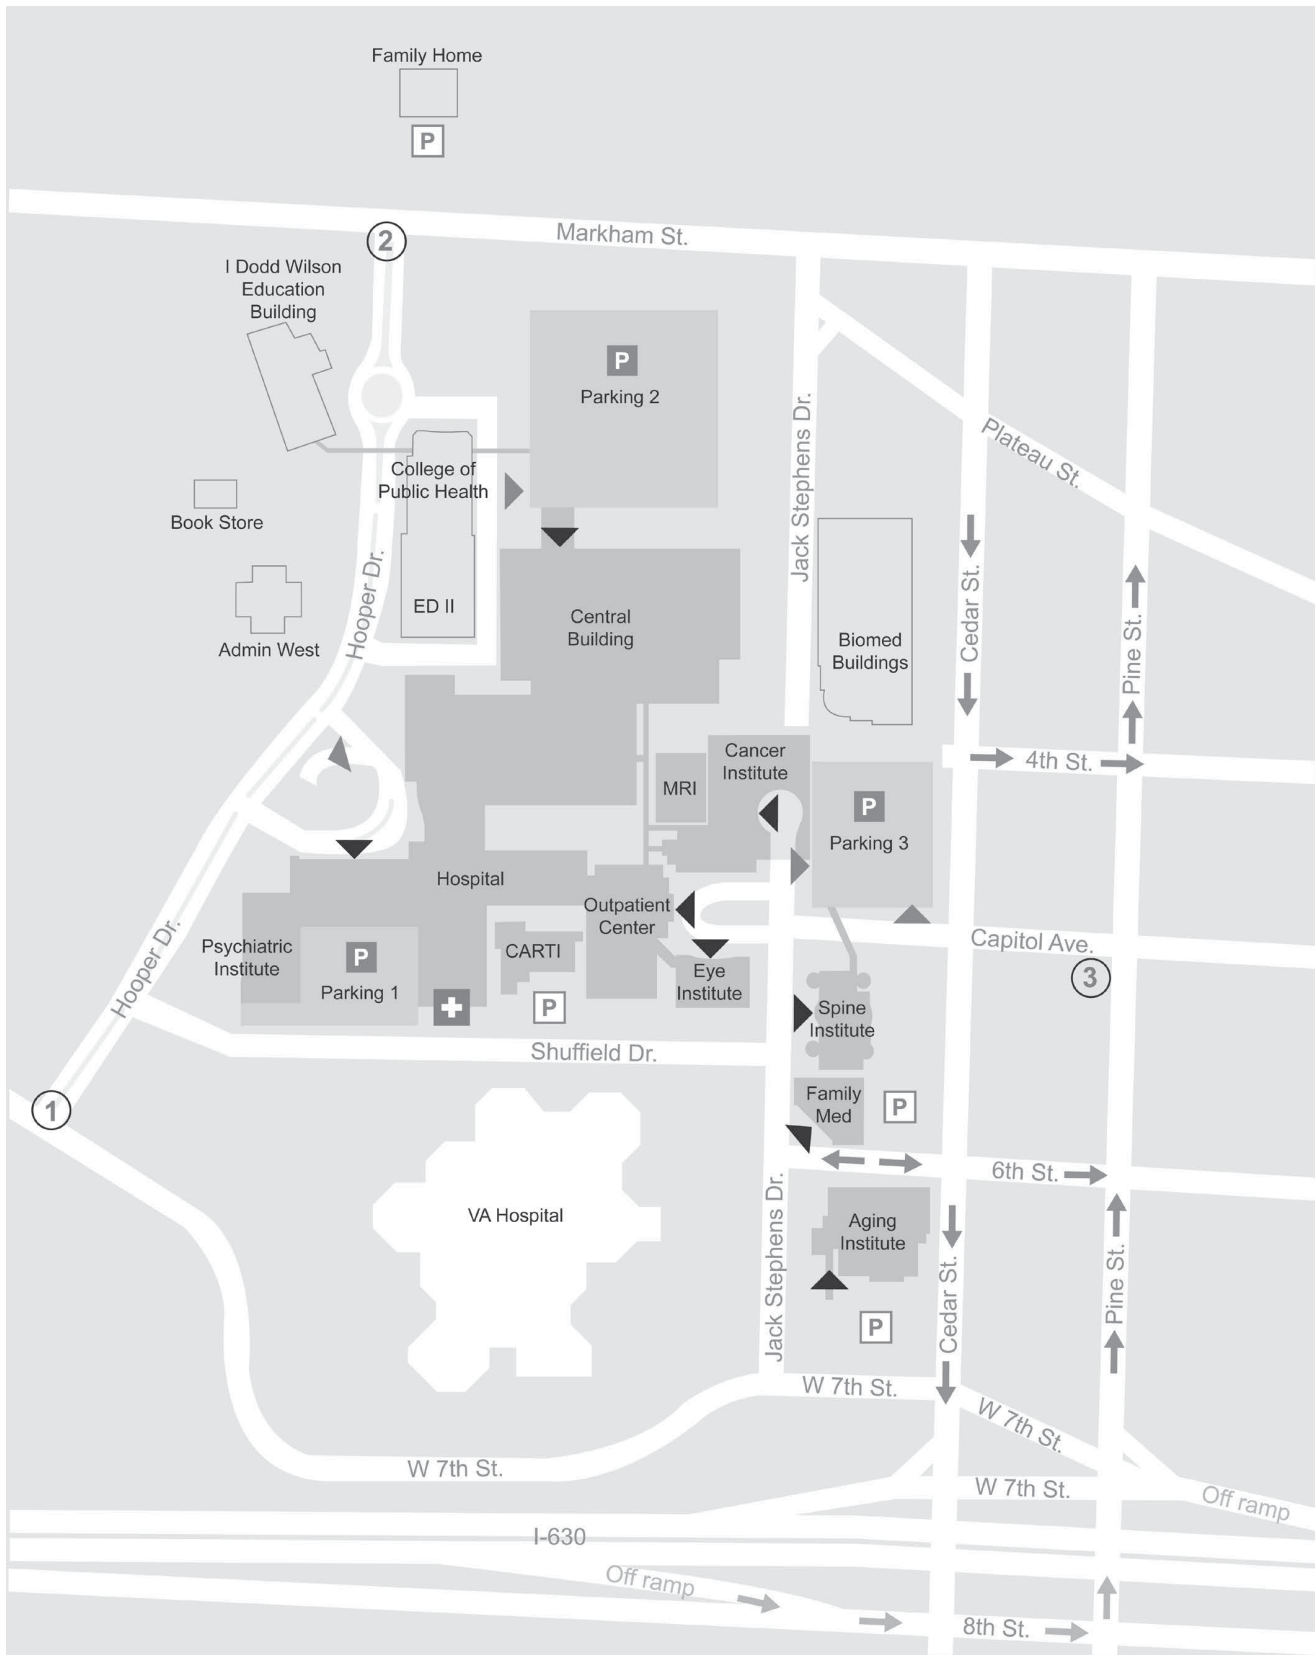 Family Home
P
Markham St.
2
I Dodd Wilson
Education
Building
P
Parking 2
Jack Stephens Dr.
Plateau St.
College of
Public Health
Book Store
Hooper Dr.
ED II
Admin West
Central
Building
Biomed
Buildings
Cedar St.
Pine St.
4th St.
Cancer
Institute
MRI
P
Parking 3
Hospital
Outpatient
Center
Capitol Ave.
3
Hooper Dr.
Psychiatric
Institute
P
Parking 1
CARTI
P
Eye
Institute
Spine
Institute
Shuffield Dr.
1
Family
Med
P
6th St.
VA Hospital
Jack Stephens Dr.
Aging
Institute
P
Cedar St.
Pine St.
W 7th St.
W 7th St.
W 7th St.
W 7th St.
Off ramp
I-630
Off ramp
8th St.